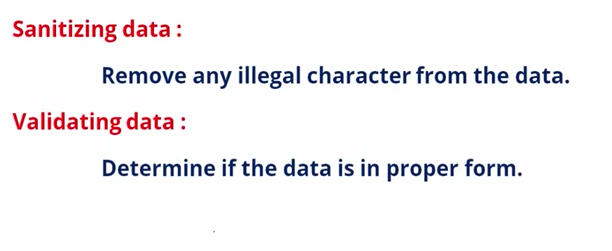 Sanitizing data :
Remove any illegal character from the data.
Validating data :
Determine if the data is in proper form.